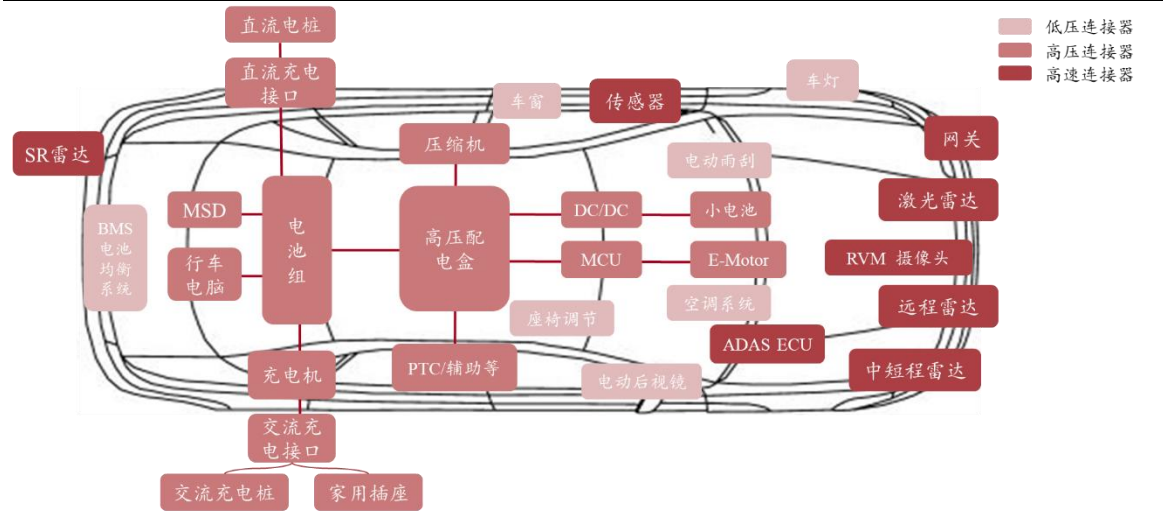 直流电桩
低压连接器
高压连接器
高速连接器
直流充电
接口
车窗
传感器
车灯
SR雷达
压缩机
网关
电动雨刮
激光雷达
MSD
电
池
组
高压配
电盒
DC/DC
小电池
BMS
电池
均衡
系统
行车
电脑
MCU
E-Motor
RVM 摄像头
座椅调节
空调系统
远程雷达
ADAS ECU
充电机
PTC/辅助等
电动后视镜
中短程雷达
交流充
电接口
交流充电桩
家用插座